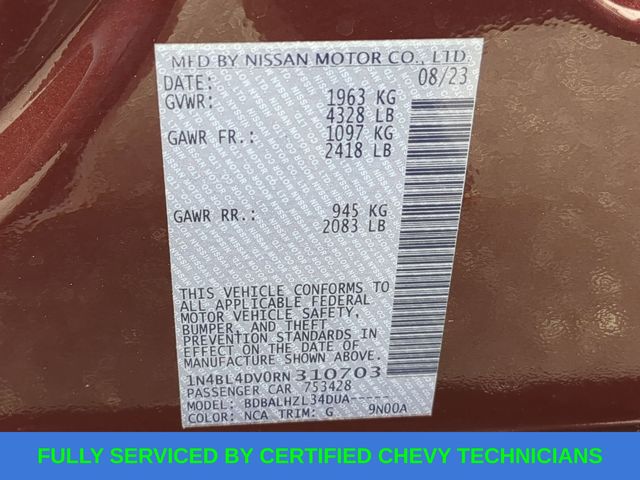 MFD BY NISSAN MOTOR CO., LTD.
DATE: 08/23
GVWR: 1963 KG
4328 LB
GAWR FR.: 1097 KG
2418 LB
GAWR RR.: 945 KG
2083 LB
THIS VEHICLE CONFORMS TO
ALL APPLICABLE FEDERAL
MOTOR VEHICLE SAFETY,
BUMPER, AND THEFT
PREVENTION STANDARDS IN
EFFECT ON THE DATE OF
MANUFACTURE SHOWN ABOVE.
1N4BL4DV0RN310703
PASSENGER CAR 753428
MODEL: BDBALHZL34DUA-----
COLOR: NCA TRIM: G 9N00A
FULLY SERVICED BY CERTIFIED CHEVY TECHNICIANS